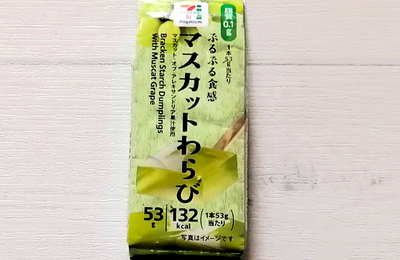 7
PREMIUM
脂質0.1g
1本53g当たり
ぷるぷる食感
マスカットわらび
マスカット・オブ・アレキサンドリア果汁使用
Bracken Starch Dumplings
With Muscat Grape
53g
132kcal
(1本53g当たり)
※写真はイメージです